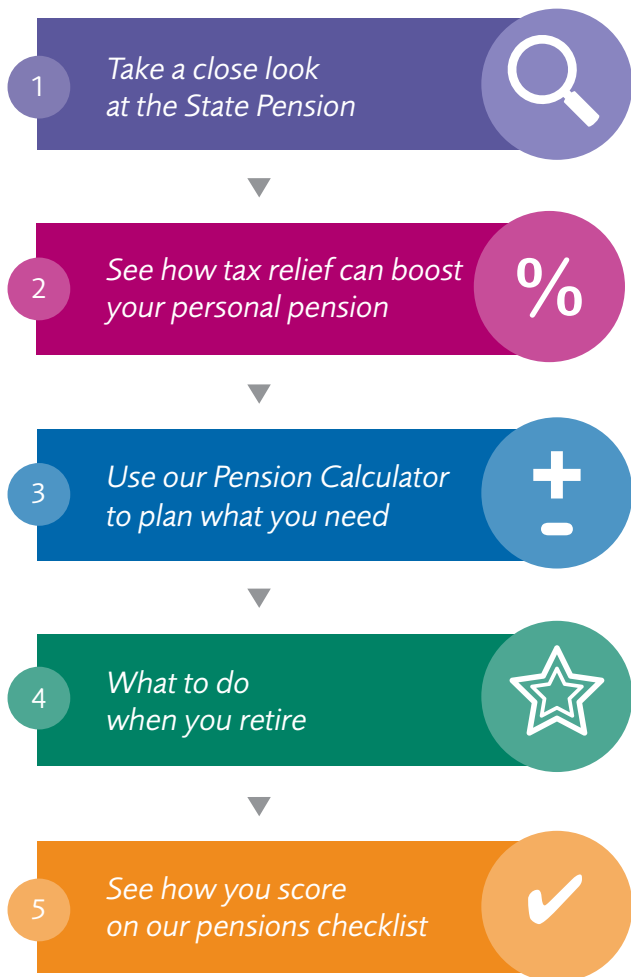 1
Take a close look
at the State Pension
2
See how tax relief can boost
your personal pension
%
3
Use our Pension Calculator
to plan what you need
+
-
4
What to do
when you retire
5
See how you score
on our pensions checklist